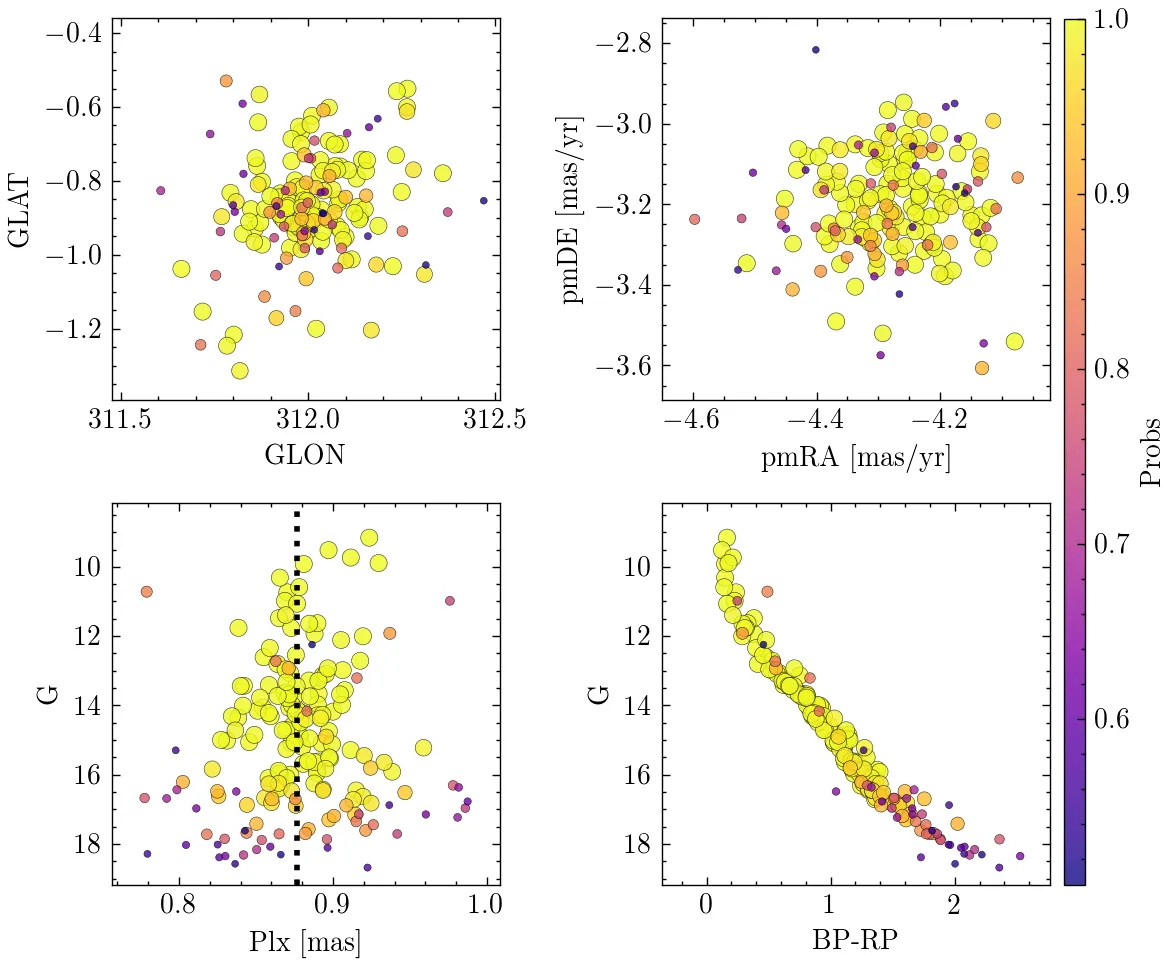 −0.4
−0.6
−0.8
−1.0
−1.2
GLAT
311.5 312.0 312.5
GLON
−2.8
−3.0
−3.2
−3.4
−3.6
pmDE [mas/yr]
−4.6 −4.4 −4.2
pmRA [mas/yr]
10
12
14
16
18
G
0.8 0.9 1.0
Plx [mas]
10
12
14
16
18
G
0 1 2
BP-RP
1.0
0.9
0.8
0.7
0.6
Probs